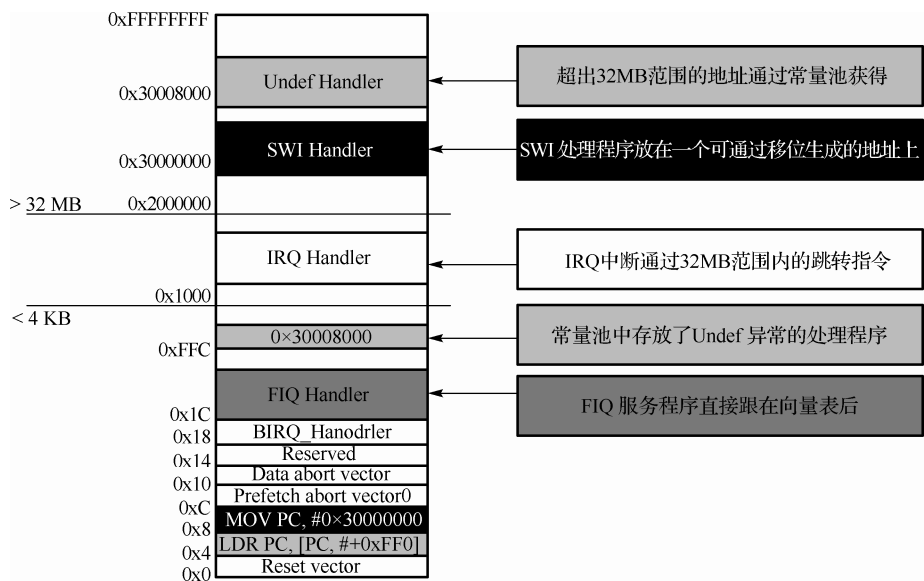 0xFFFFFFFF
Undef Handler
超出32MB范围的地址通过常量池获得
0x30008000
SWI Handler
SWI 处理程序放在一个可通过移位生成的地址上
0x30000000
> 32 MB
0x2000000
IRQ Handler
IRQ中断通过32MB范围内的跳转指令
0x1000
< 4 KB
0×30008000
常量池中存放了Undef 异常的处理程序
0xFFC
FIQ Handler
FIQ 服务程序直接跟在向量表后
0x1C
BIRQ_Hanodrler
0x18
Reserved
0x14
Data abort vector
0x10
Prefetch abort vector0
0xC
MOV PC, #0×30000000
0x8
LDR PC, [PC, #+0xFF0]
0x4
Reset vector
0x0